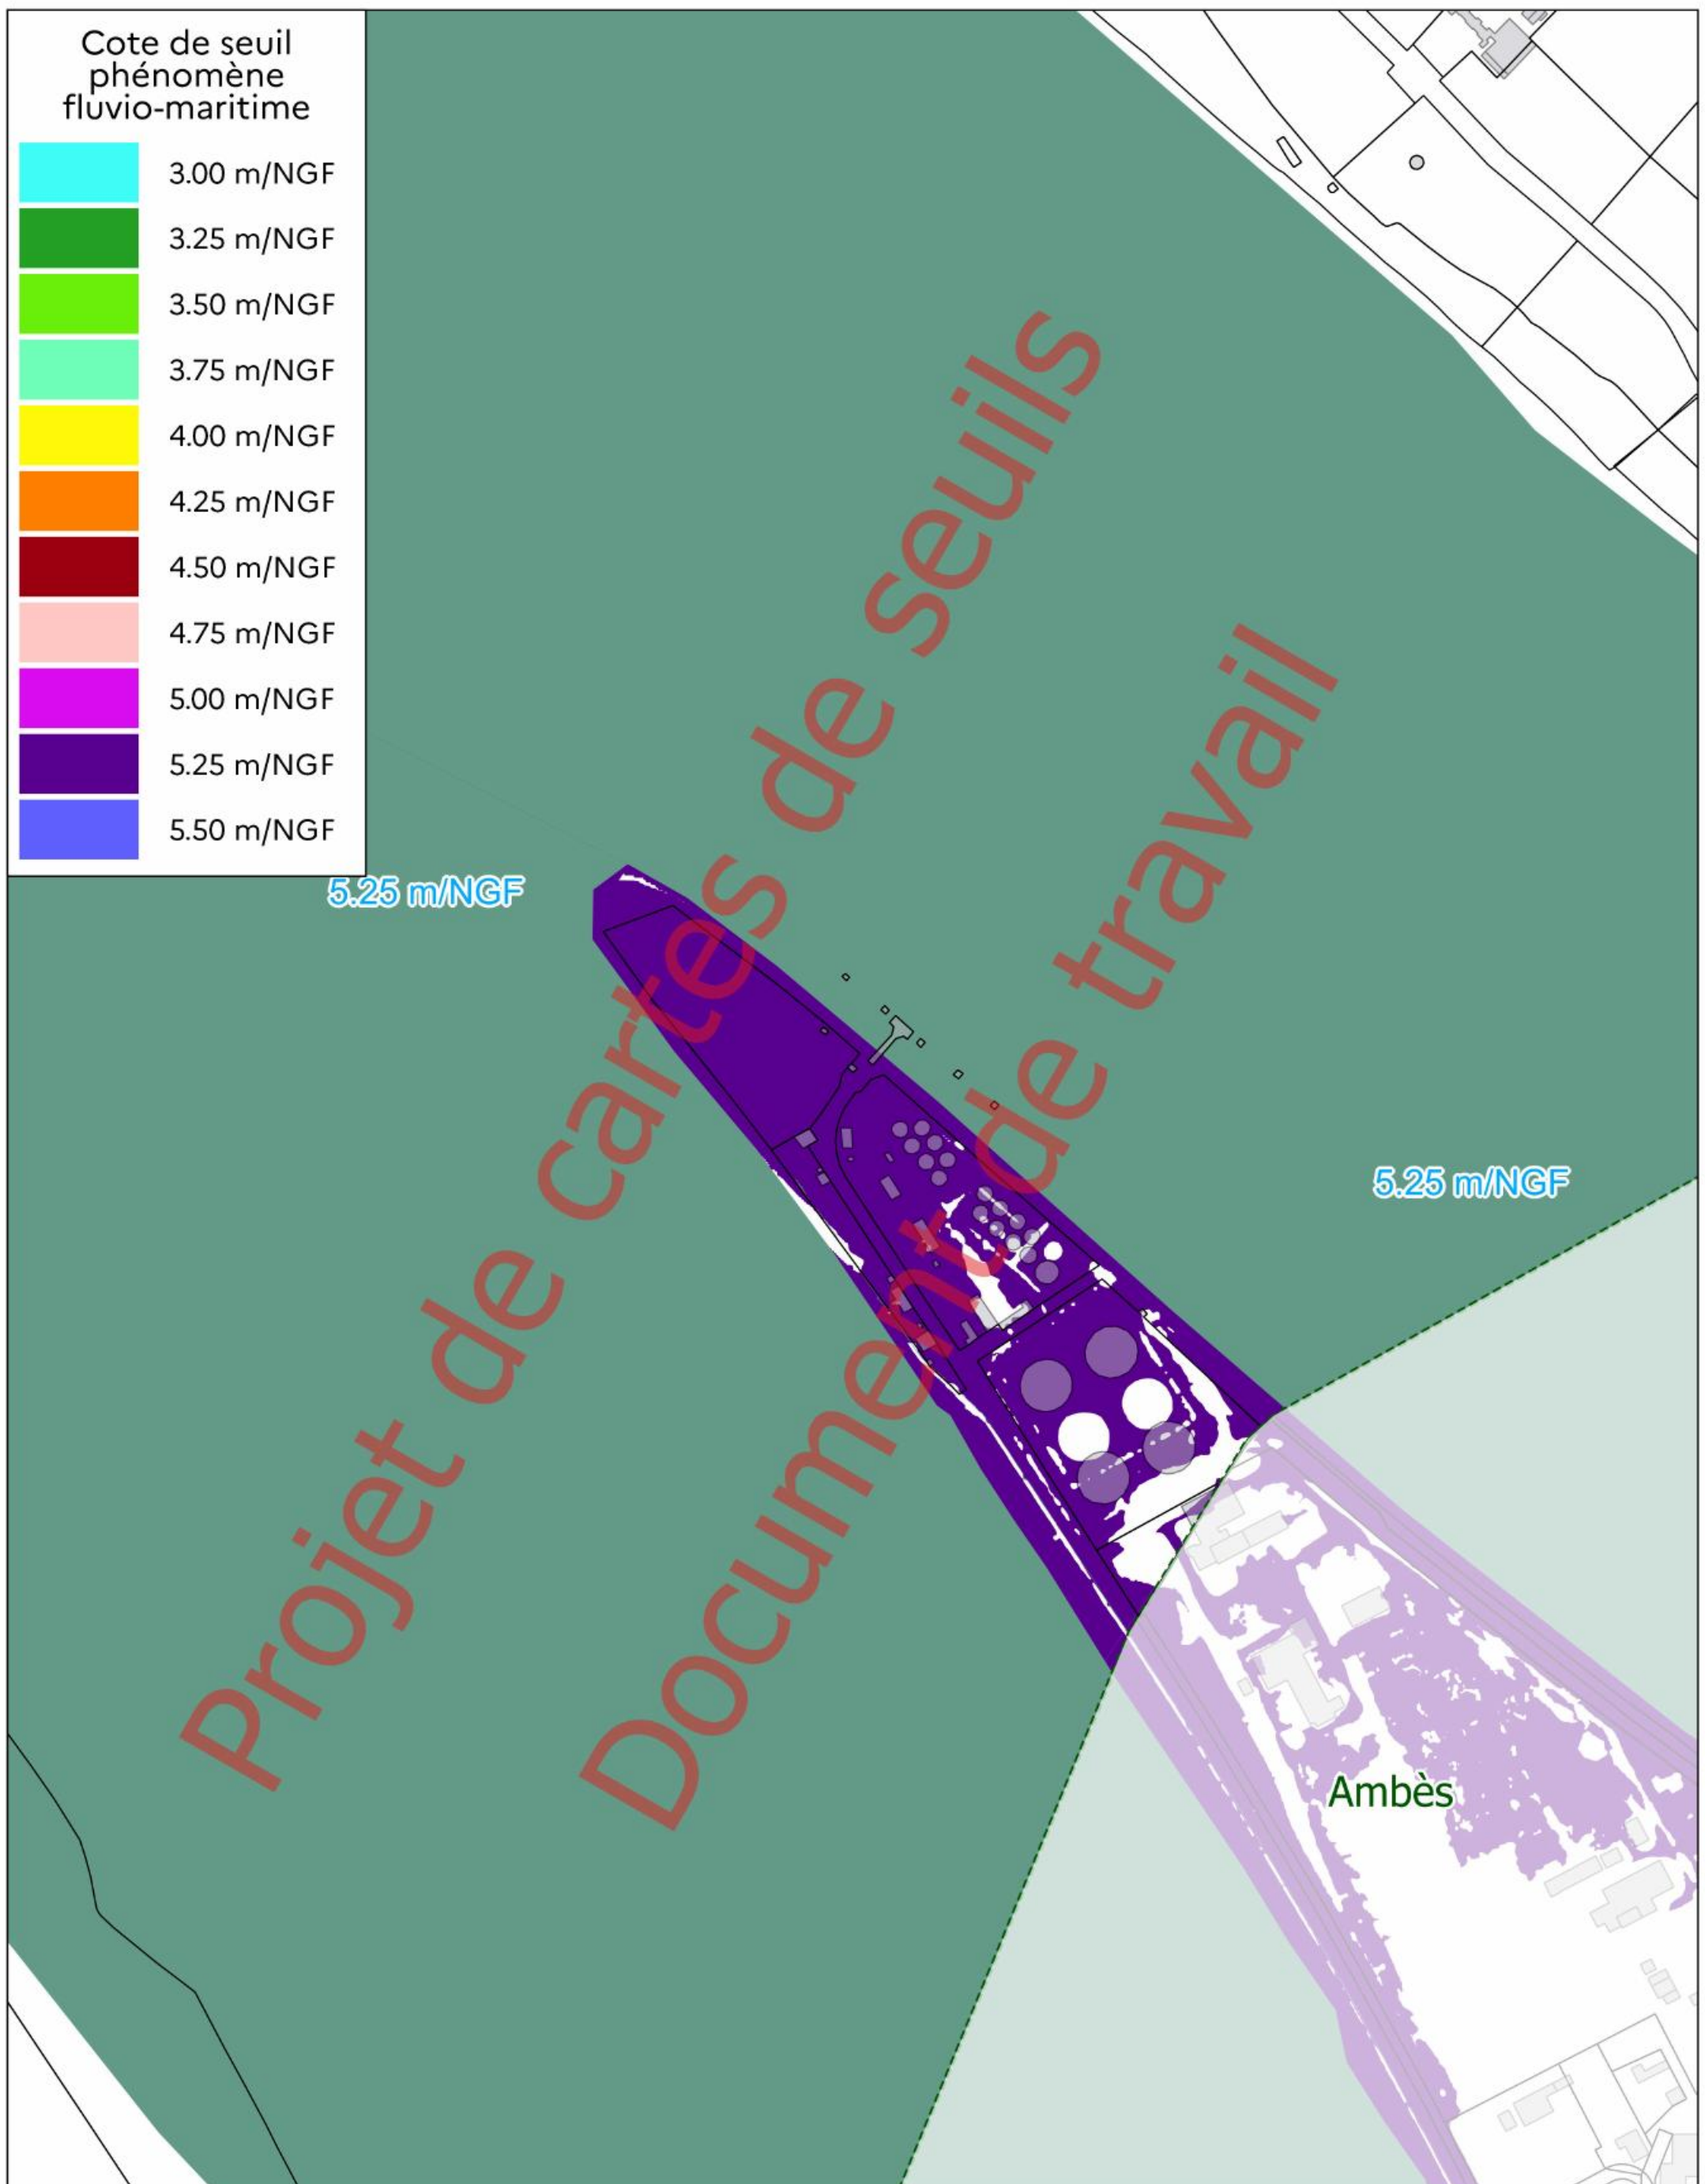 Cote de seuil
phénomène
fluvio-maritime
3.00 m/NGF
3.25 m/NGF
3.50 m/NGF
3.75 m/NGF
4.00 m/NGF
4.25 m/NGF
4.50 m/NGF
4.75 m/NGF
5.00 m/NGF
5.25 m/NGF
5.50 m/NGF
5.25 m/NGF
Projet de cartes de seuils
Document de travail
5.25 m/NGF
Ambès